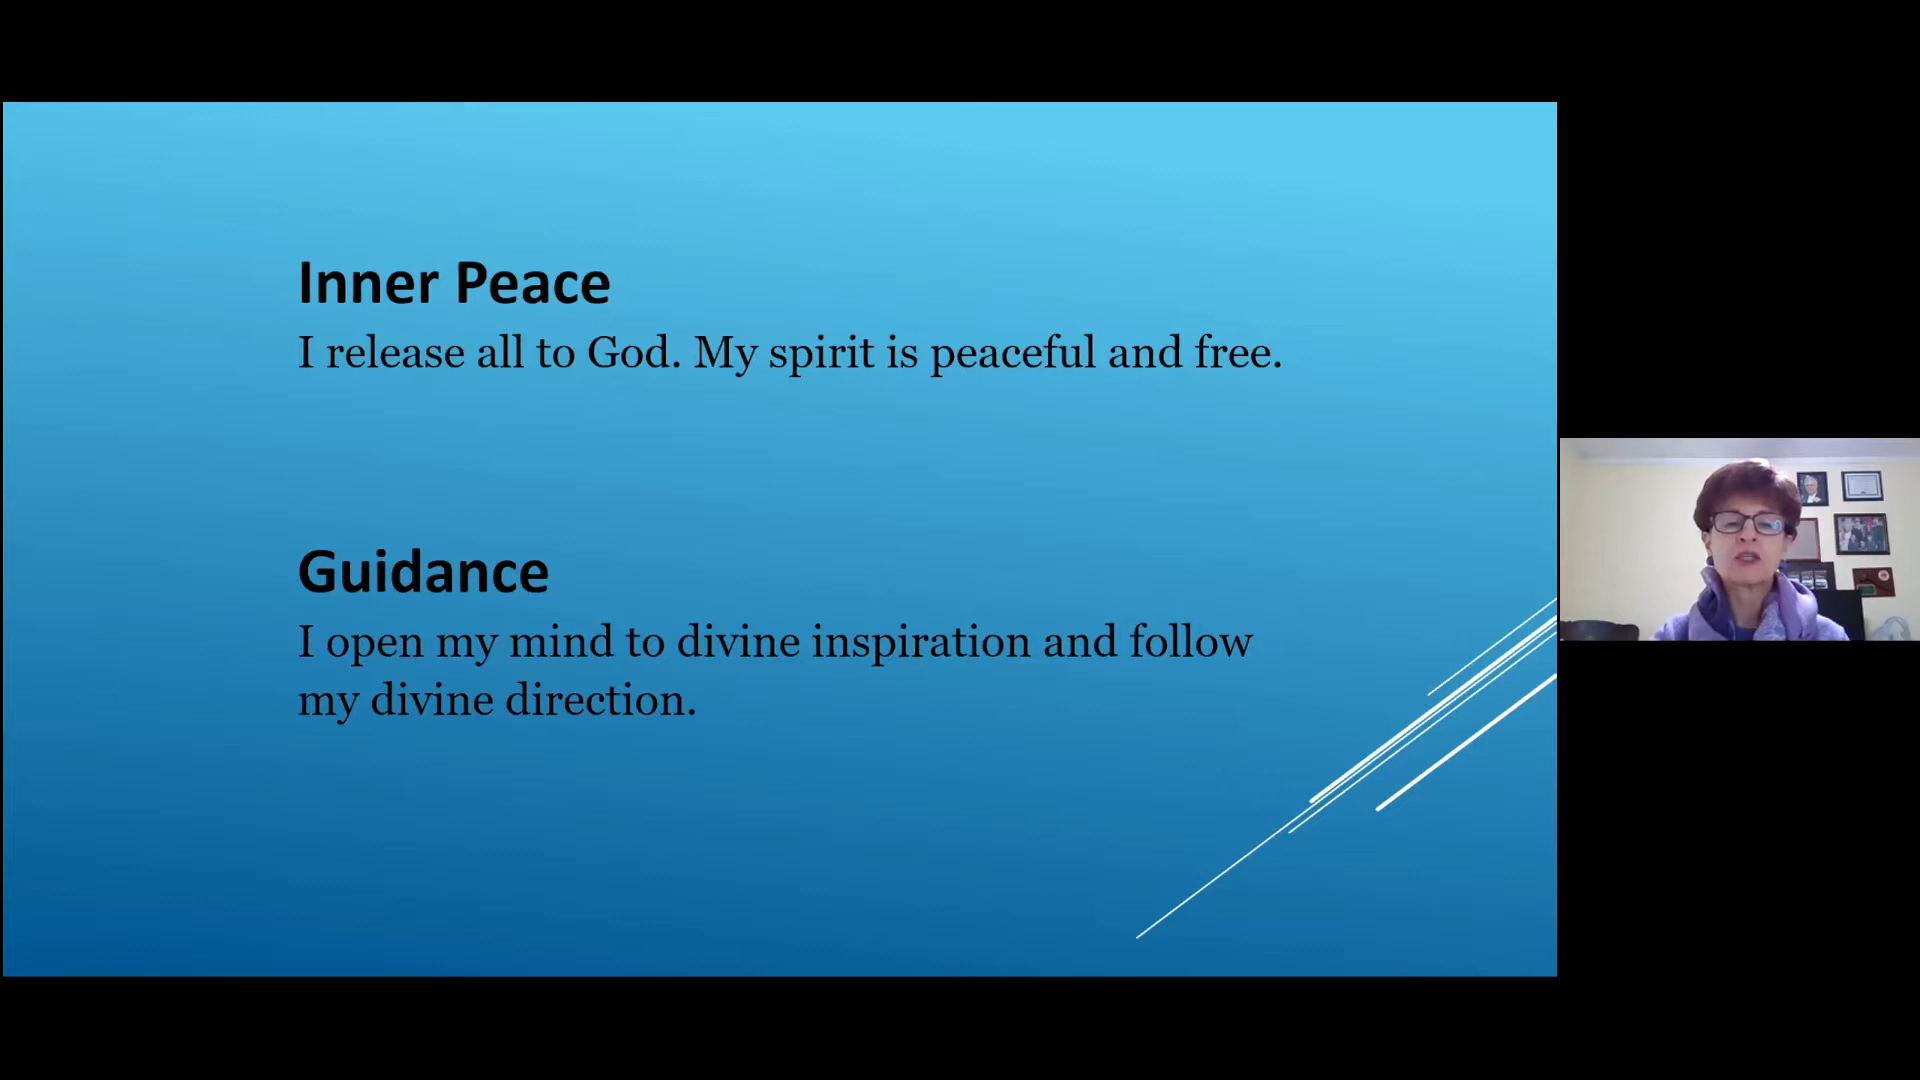 Inner Peace
I release all to God. My spirit is peaceful and free.
Guidance
I open my mind to divine inspiration and follow
my divine direction.